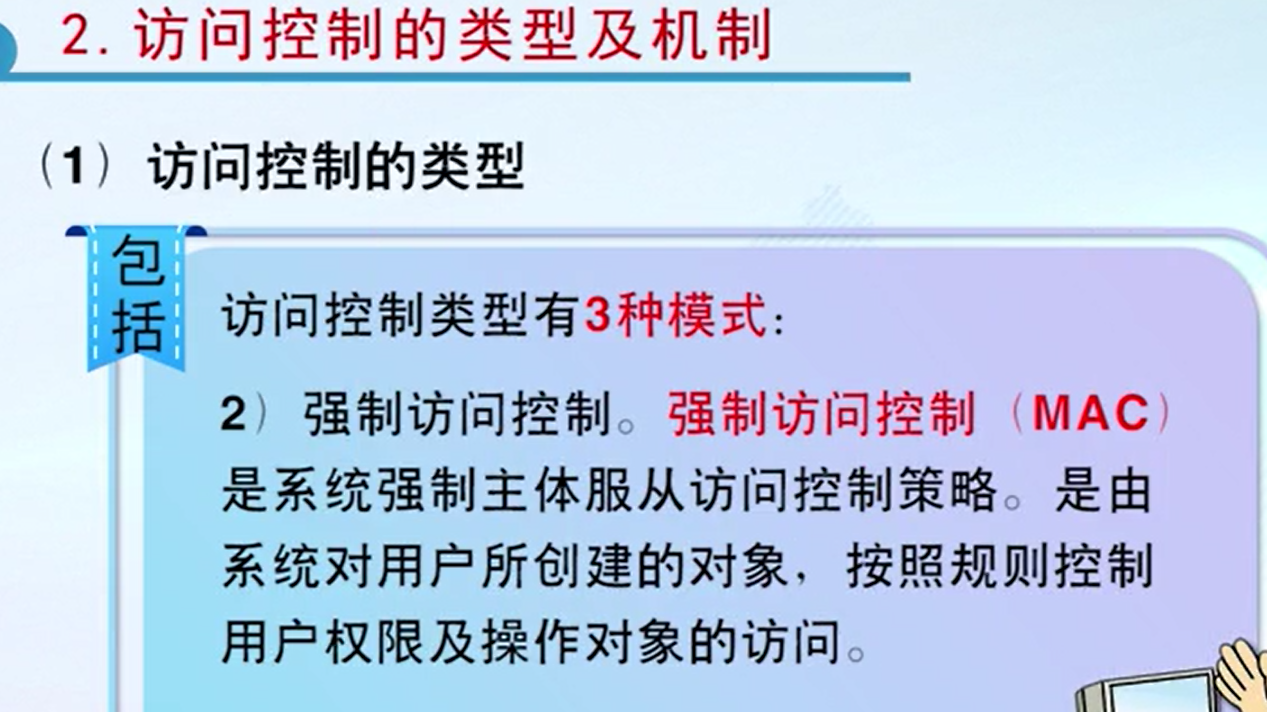 2. 访问控制的类型及机制
（1） 访问控制的类型
包
括
访问控制类型有3种模式：
2） 强制访问控制。强制访问控制（MAC）
是系统强制主体服从访问控制策略。是由
系统对用户所创建的对象，按照规则控制
用户权限及操作对象的访问。